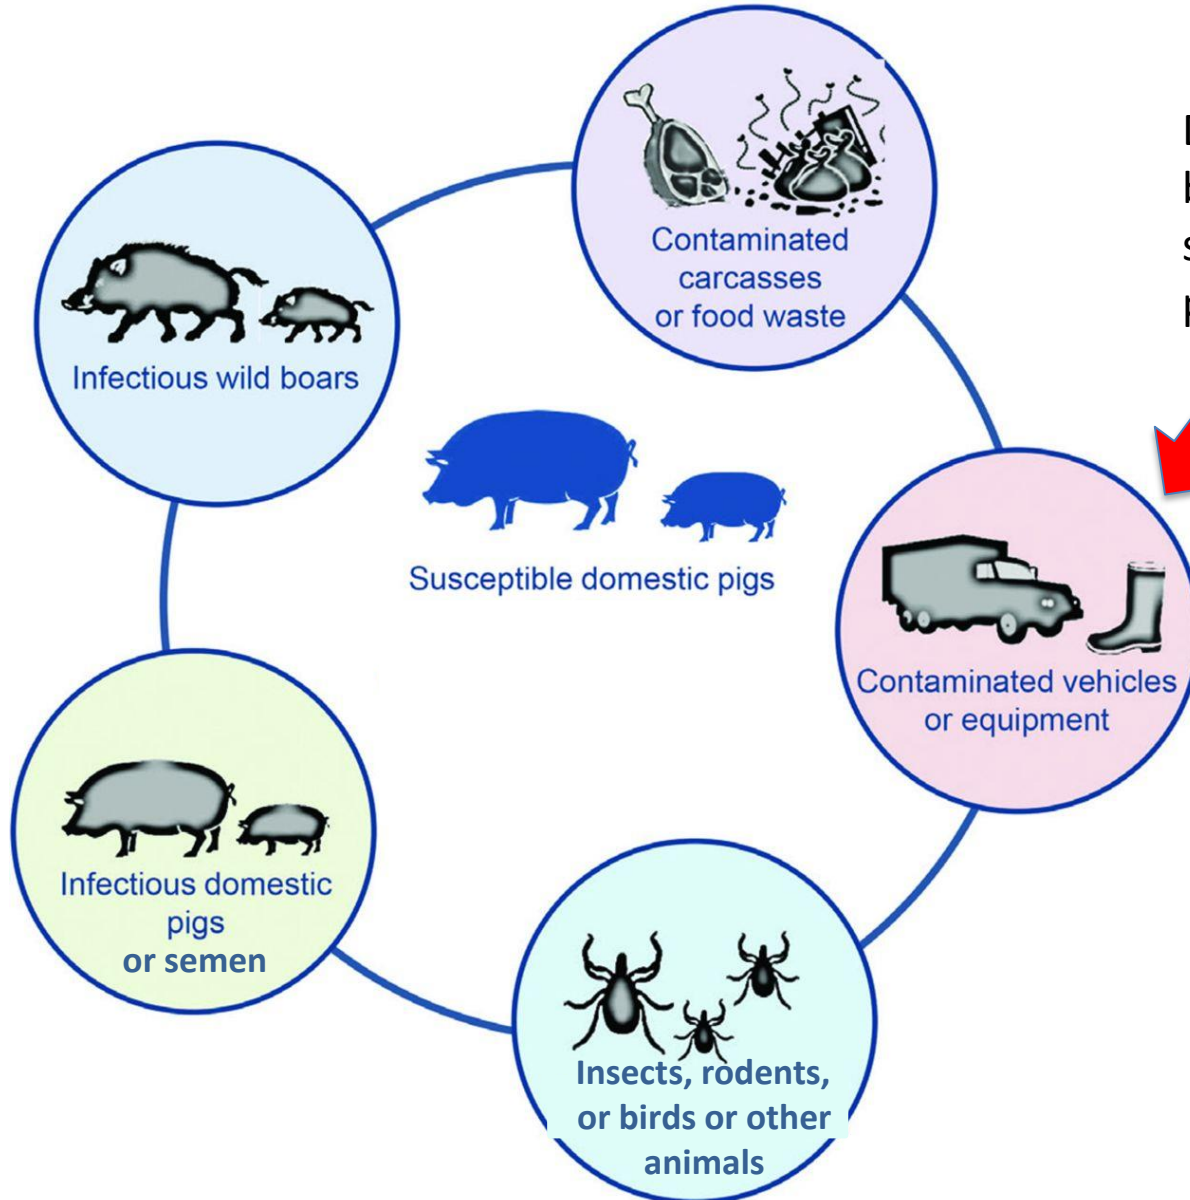 Contaminated
carcasses
or food waste
Infectious wild boars
Susceptible domestic pigs
Contaminated vehicles
or equipment
Infectious domestic
pigs
or semen
Insects, rodents,
or birds or other
animals